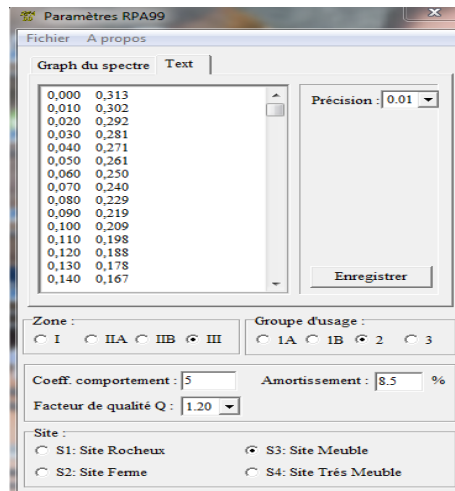 Paramètres RPA99
Fichier A propos
Graph du spectre Text
0,000 0,313
0,010 0,302
0,020 0,292
0,030 0,281
0,040 0,271
0,050 0,261
0,060 0,250
0,070 0,240
0,080 0,229
0,090 0,219
0,100 0,209
0,110 0,198
0,120 0,188
0,130 0,178
0,140 0,167
Précision : 0.01
Enregistrer
Zone :
I IIA IIB III
Groupe d'usage :
1A 1B 2 3
Coeff. comportement : 5 Amortissement : 8.5 %
Facteur de qualité Q : 1.20
Site :
S1: Site Rocheux S3: Site Meuble
S2: Site Ferme S4: Site Trés Meuble